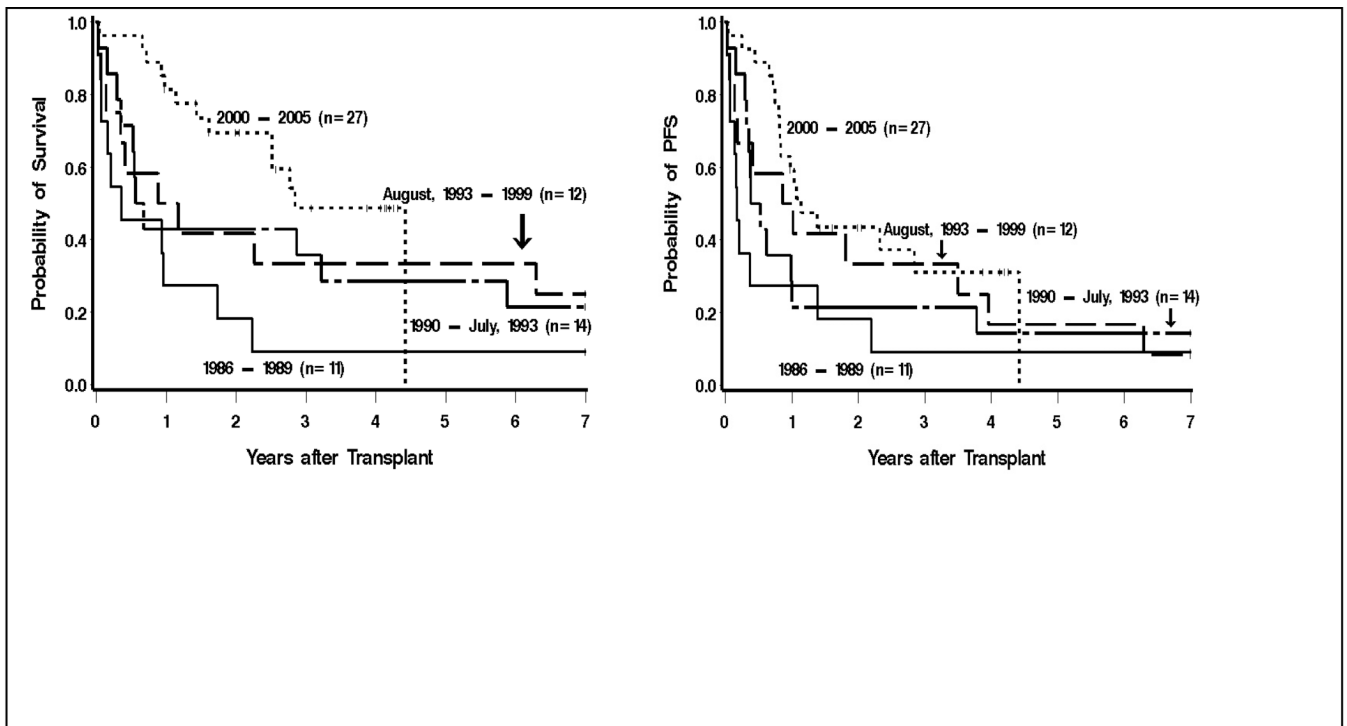 Probability of Survival
1.0
0.8
0.6
0.4
0.2
0.0
2000 – 2005 (n=27)
August, 1993 – 1999 (n=12)
1990 – July, 1993 (n=14)
1986 – 1989 (n=11)
0 1 2 3 4 5 6 7
Years after Transplant
Probability of PFS
1.0
0.8
0.6
0.4
0.2
0.0
2000 – 2005 (n=27)
August, 1993 – 1999 (n=12)
1990 – July, 1993 (n=14)
1986 – 1989 (n=11)
0 1 2 3 4 5 6 7
Years after Transplant